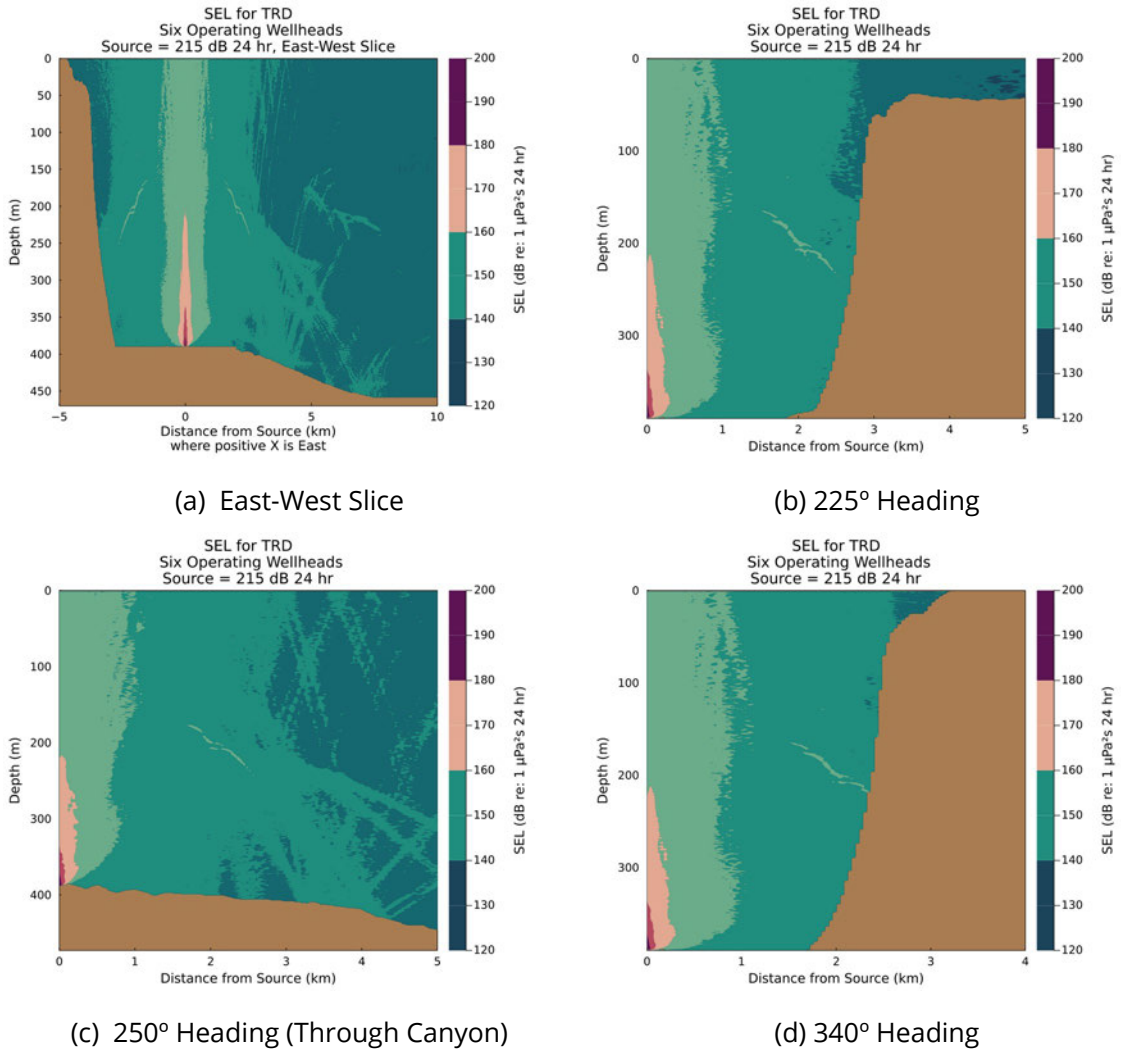 SEL for TRD
Six Operating Wellheads
Source = 215 dB 24 hr, East-West Slice
0
50
100
150
200
250
300
350
400
450
Depth (m)
−5
0
5
10
Distance from Source (km)
where positive X is East
200
190
180
170
160
150
140
130
120
SEL (dB re: 1 μPa²s 24 hr)
(a) East-West Slice
SEL for TRD
Six Operating Wellheads
Source = 215 dB 24 hr
0
100
200
300
Depth (m)
0
1
2
3
4
5
Distance from Source (km)
200
190
180
170
160
150
140
130
120
SEL (dB re: 1 μPa²s 24 hr)
(b) 225º Heading
SEL for TRD
Six Operating Wellheads
Source = 215 dB 24 hr
0
100
200
300
400
Depth (m)
0
1
2
3
4
5
Distance from Source (km)
200
190
180
170
160
150
140
130
120
SEL (dB re: 1 μPa²s 24 hr)
(c) 250º Heading (Through Canyon)
SEL for TRD
Six Operating Wellheads
Source = 215 dB 24 hr
0
100
200
300
Depth (m)
0
1
2
3
4
Distance from Source (km)
200
190
180
170
160
150
140
130
120
SEL (dB re: 1 μPa²s 24 hr)
(d) 340º Heading